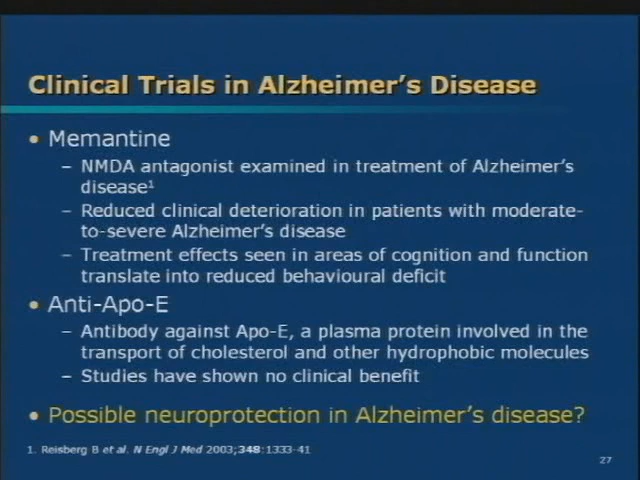 Clinical Trials in Alzheimer's Disease
• Memantine
– NMDA antagonist examined in treatment of Alzheimer's
disease¹
– Reduced clinical deterioration in patients with moderate-
to-severe Alzheimer's disease
– Treatment effects seen in areas of cognition and function
translate into reduced behavioural deficit
• Anti-Apo-E
– Antibody against Apo-E, a plasma protein involved in the
transport of cholesterol and other hydrophobic molecules
– Studies have shown no clinical benefit
• Possible neuroprotection in Alzheimer's disease?
1. Reisberg B et al. N Engl J Med 2003;348:1333-41
27